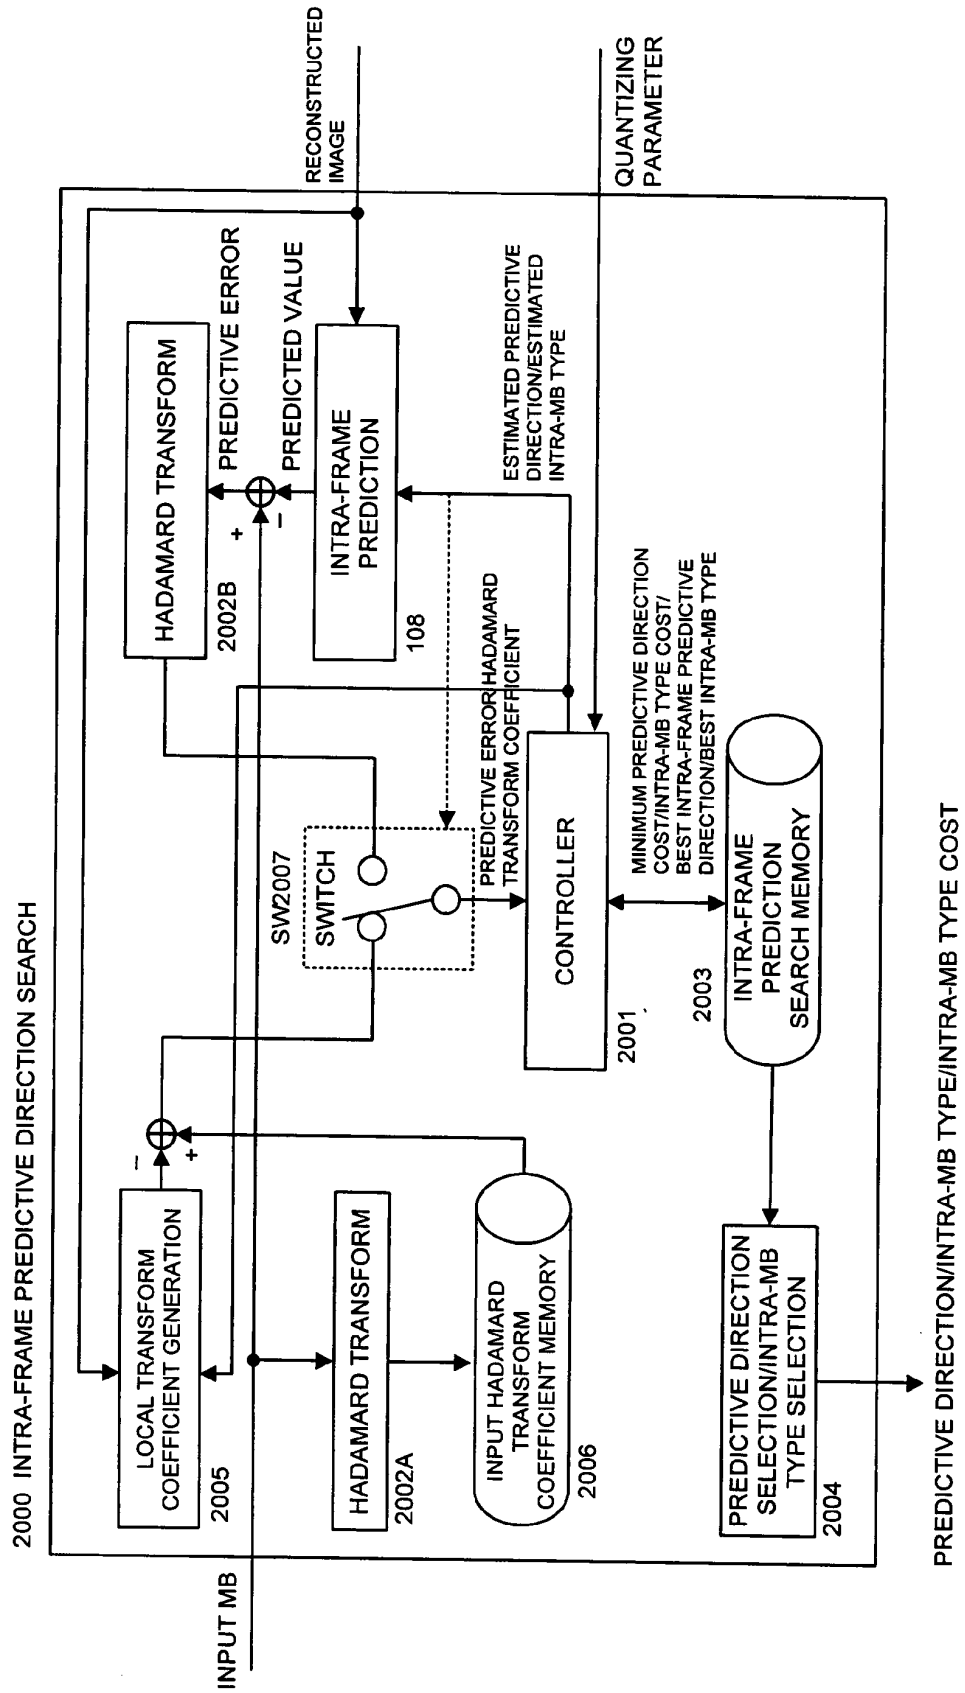 2000 INTRA-FRAME PREDICTIVE DIRECTION SEARCH
INPUT MB
LOCAL TRANSFORM
COEFFICIENT GENERATION
2005
−
+
HADAMARD TRANSFORM
2002A
INPUT HADAMARD
TRANSFORM
COEFFICIENT MEMORY
2006
PREDICTIVE DIRECTION
SELECTION/INTRA-MB
TYPE SELECTION
2004
SW2007
SWITCH
PREDICTIVE ERROR HADAMARD
TRANSFORM COEFFICIENT
CONTROLLER
2001
MINIMUM PREDICTIVE DIRECTION
COST/INTRA-MB TYPE COST/
BEST INTRA-FRAME PREDICTIVE
DIRECTION/BEST INTRA-MB TYPE
2003
INTRA-FRAME
PREDICTION
SEARCH MEMORY
HADAMARD TRANSFORM
2002B
PREDICTIVE ERROR
+
−
PREDICTED VALUE
INTRA-FRAME
PREDICTION
108
ESTIMATED PREDICTIVE
DIRECTION/ESTIMATED
INTRA-MB TYPE
RECONSTRUCTED
IMAGE
QUANTIZING
PARAMETER
PREDICTIVE DIRECTION/INTRA-MB TYPE/INTRA-MB TYPE COST